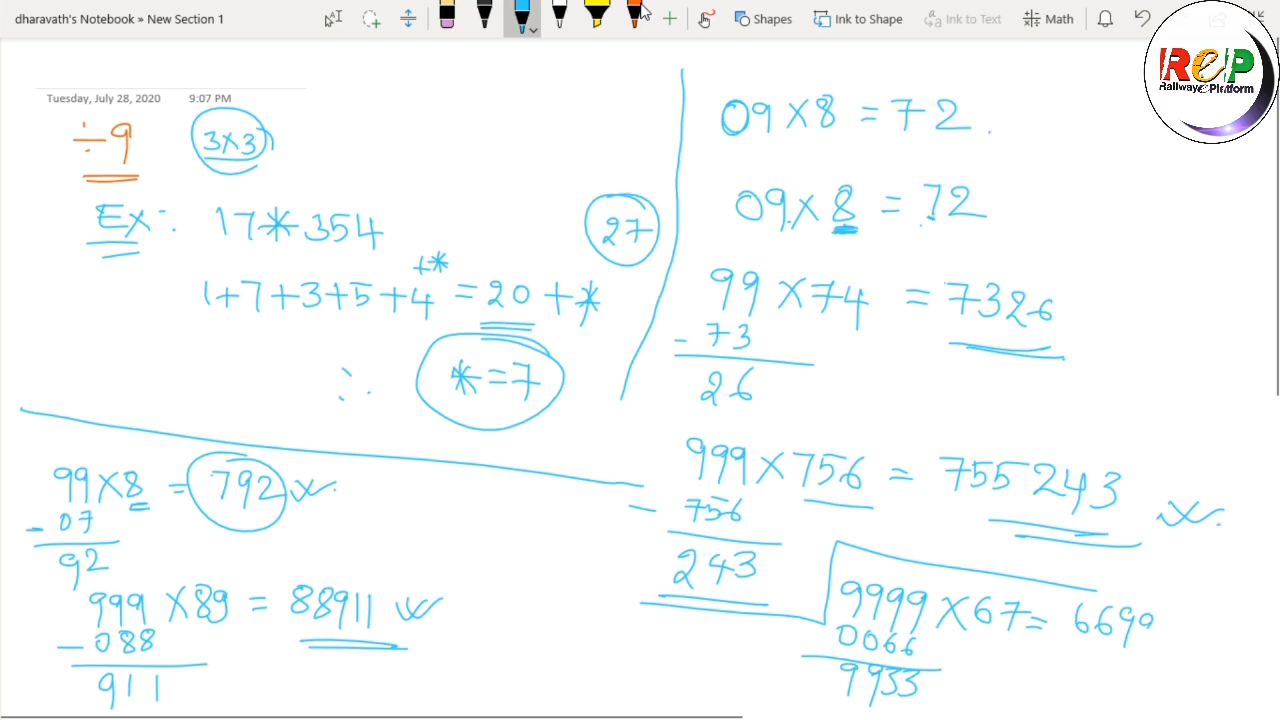 dharavath's Notebook » New Section 1
Shapes
Ink to Shape
Ink to Text
Math
ReP
Railways Platform
Tuesday, July 28, 2020 9:07 PM
÷9 3×3
Ex: 17*354
27
+*
1+7+3+5+4 = 20 + *
∴ *=7
09×8 = 72.
09×8 = 72
99×74 = 7326
- 73
26
99×8 = 792
- 07
92
999×89 = 88911
- 088
911
999×756 = 755243
- 756
243
9999×67= 6699
0066
9933